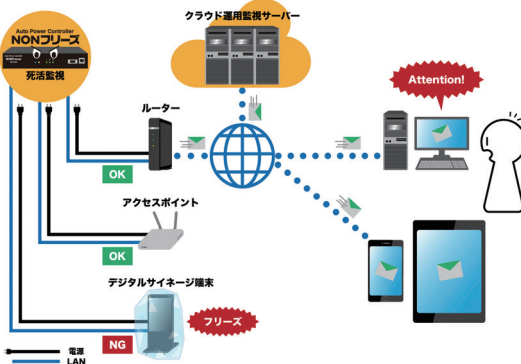 Auto Power Controller
NONフリーズ
死活監視
クラウド運用監視サーバー
Attention!
ルーター
OK
アクセスポイント
OK
デジタルサイネージ端末
フリーズ
NG
電源
LAN